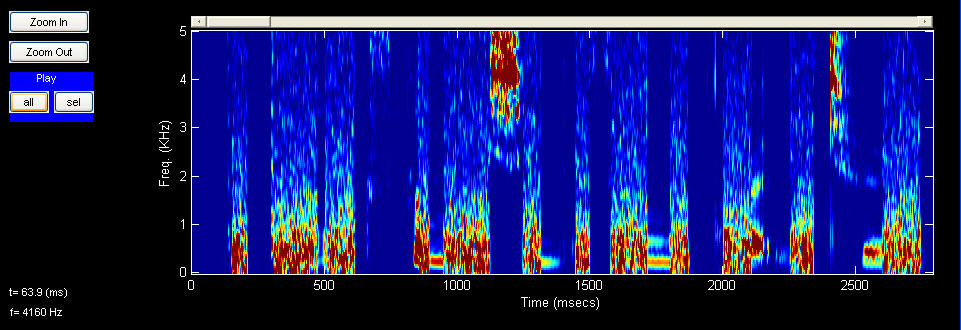 Zoom In
Zoom Out
Play
all sel
Freq. (KHz)
5
4
3
2
1
0
0 500 1000 1500 2000 2500
Time (msecs)
t= 63.9 (ms)
f= 4160 Hz